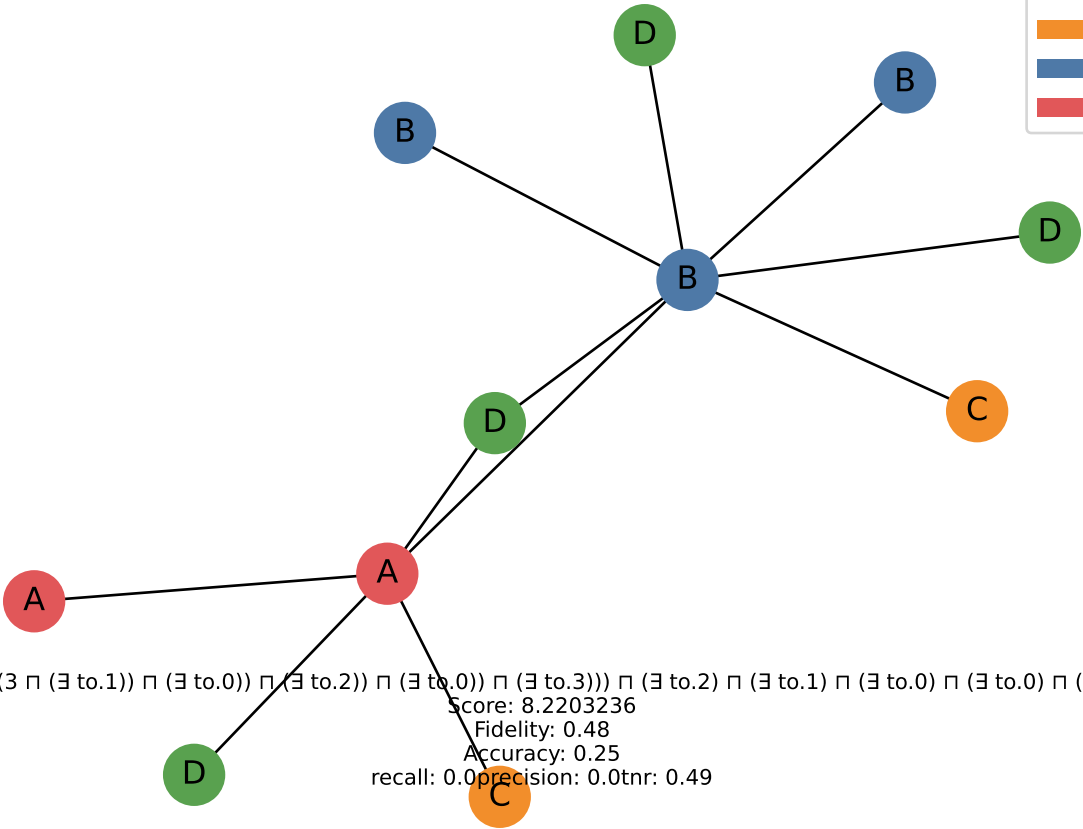 D
B
B
D
B
C
D
A
A
(3 ⊓ (∃ to.1)) ⊓ (∃ to.0)) ⊓ (∃ to.2)) ⊓ (∃ to.0)) ⊓ (∃ to.3))) ⊓ (∃ to.2) ⊓ (∃ to.1) ⊓ (∃ to.0) ⊓ (∃ to.0) ⊓ (
Score: 8.2203236
Fidelity: 0.48
Accuracy: 0.25
D
recall: 0.0precision: 0.0tnr: 0.49
C